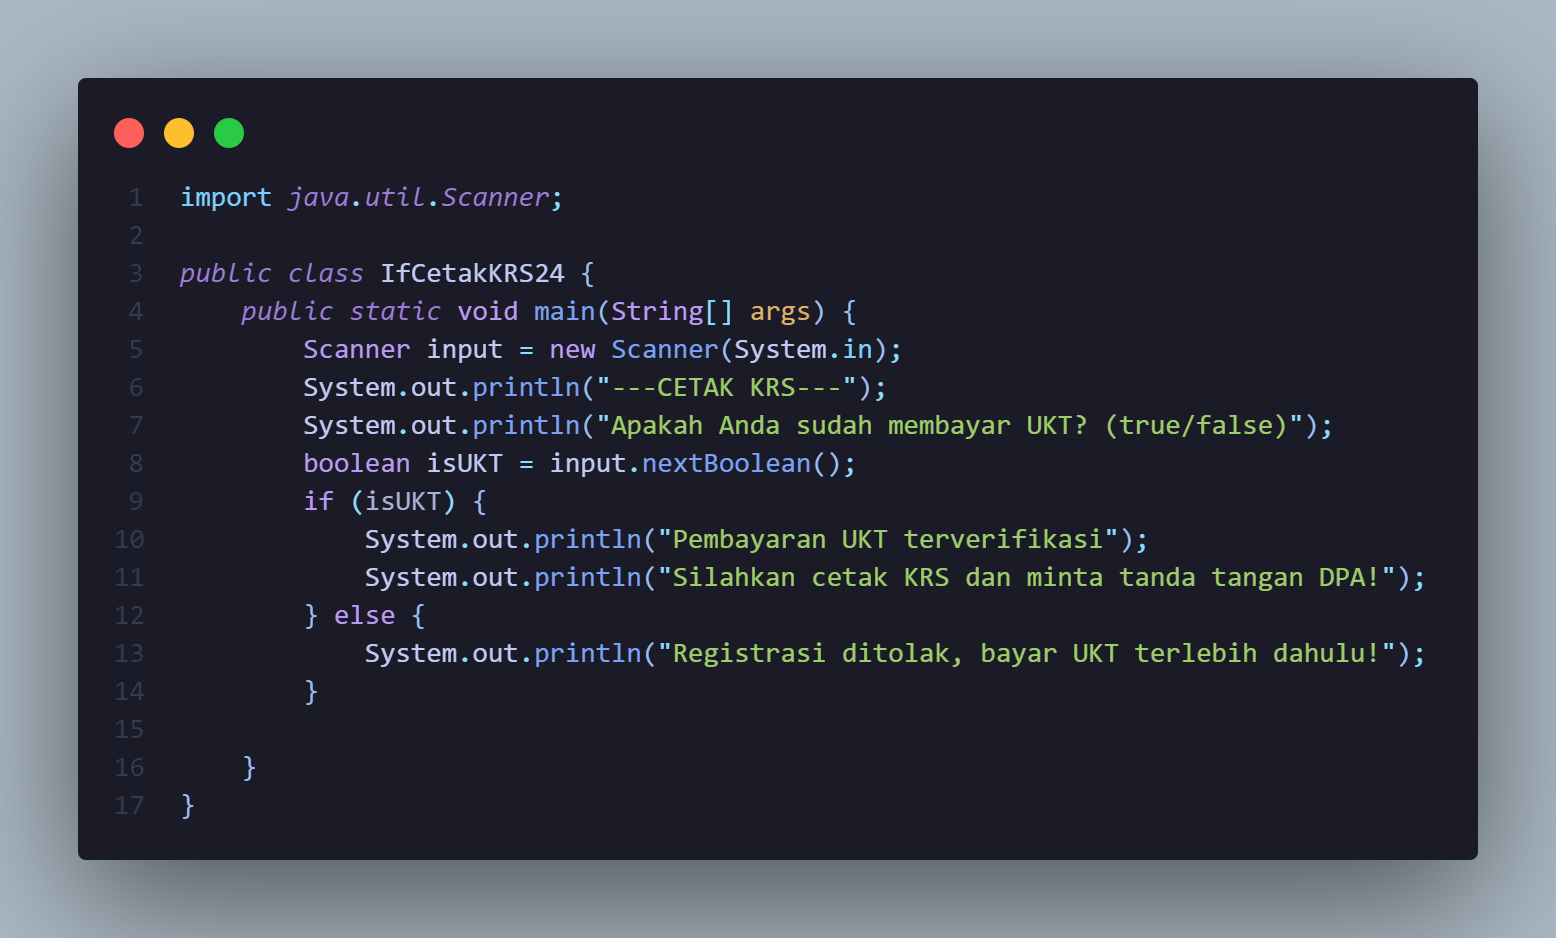 1 import java.util.Scanner;
2
3 public class IfCetakKRS24 {
4     public static void main(String[] args) {
5         Scanner input = new Scanner(System.in);
6         System.out.println("---CETAK KRS---");
7         System.out.println("Apakah Anda sudah membayar UKT? (true/false)");
8         boolean isUKT = input.nextBoolean();
9         if (isUKT) {
10             System.out.println("Pembayaran UKT terverifikasi");
11             System.out.println("Silahkan cetak KRS dan minta tanda tangan DPA!");
12         } else {
13             System.out.println("Registrasi ditolak, bayar UKT terlebih dahulu!");
14         }
15
16     }
17 }